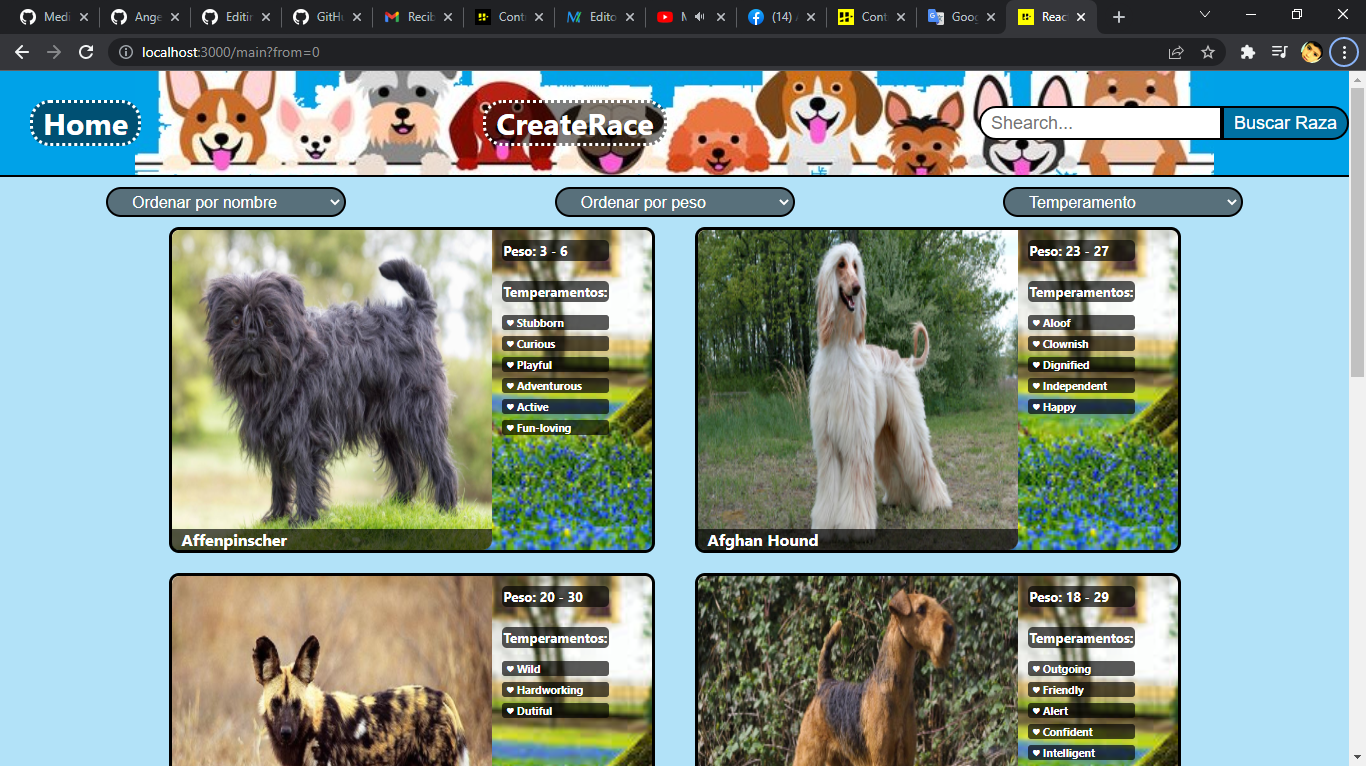 Medi
Ange
Editin
GitHu
Recib
Cont
Edito
M
(14) A
Cont
Goog
Reac
localhost:3000/main?from=0
Home
CreateRace
Shearch...
Buscar Raza
Ordenar por nombre
Ordenar por peso
Temperamento
Peso: 3 - 6
Temperamentos:
Stubborn
Curious
Playful
Adventurous
Active
Fun-loving
Affenpinscher
Peso: 23 - 27
Temperamentos:
Aloof
Clownish
Dignified
Independent
Happy
Afghan Hound
Peso: 20 - 30
Temperamentos:
Wild
Hardworking
Dutiful
Peso: 18 - 29
Temperamentos:
Outgoing
Friendly
Alert
Confident
Intelligent